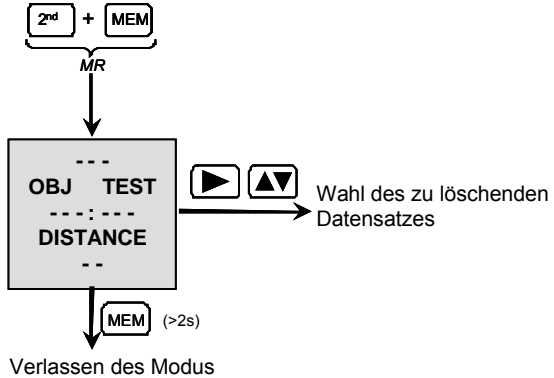 2nd + MEM
MR
- - -
OBJ TEST
- - - : - - -
DISTANCE
- -
Wahl des zu löschenden
Datensatzes
MEM (>2s)
Verlassen des Modus